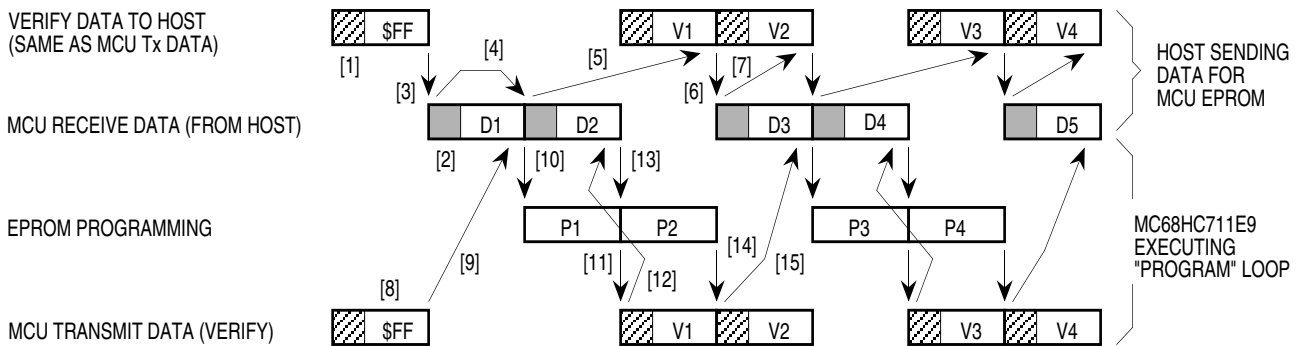 VERIFY DATA TO HOST
(SAME AS MCU Tx DATA)
$FF
V1
V2
V3
V4
[1]
[3]
[4]
[5]
[6]
[7]
HOST SENDING
DATA FOR
MCU EPROM
MCU RECEIVE DATA (FROM HOST)
D1
D2
D3
D4
D5
[2]
[10]
[13]
EPROM PROGRAMMING
P1
P2
P3
P4
[9]
[11]
[12]
[14]
[15]
MC68HC711E9
EXECUTING
"PROGRAM" LOOP
[8]
MCU TRANSMIT DATA (VERIFY)
$FF
V1
V2
V3
V4